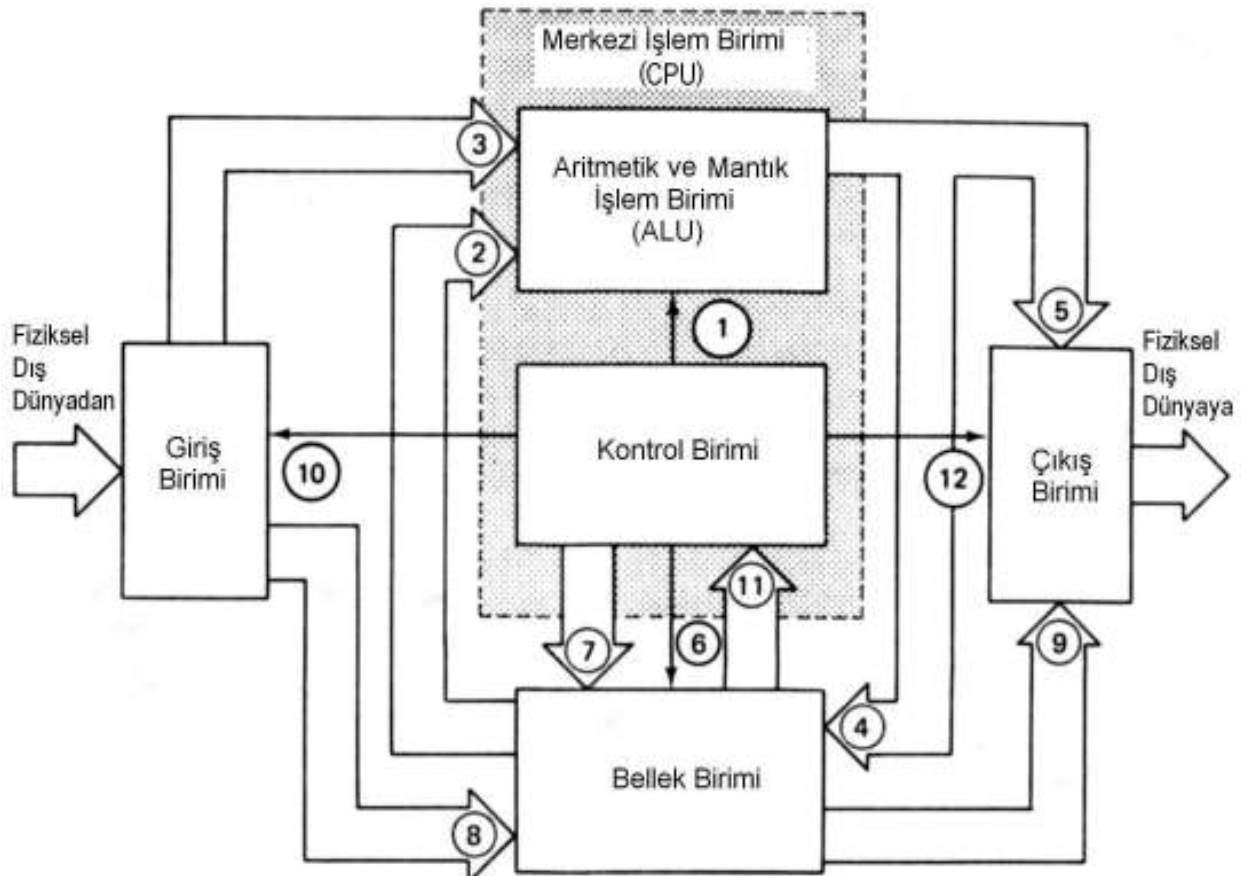 Merkezi İşlem Birimi
(CPU)
3
Aritmetik ve Mantık
İşlem Birimi
(ALU)
2
1
5
Fiziksel
Dış
Dünyadan
Fiziksel
Dış
Dünyaya
Giriş
Birimi
10
Kontrol Birimi
12
Çıkış
Birimi
11
7
6
9
4
Bellek Birimi
8